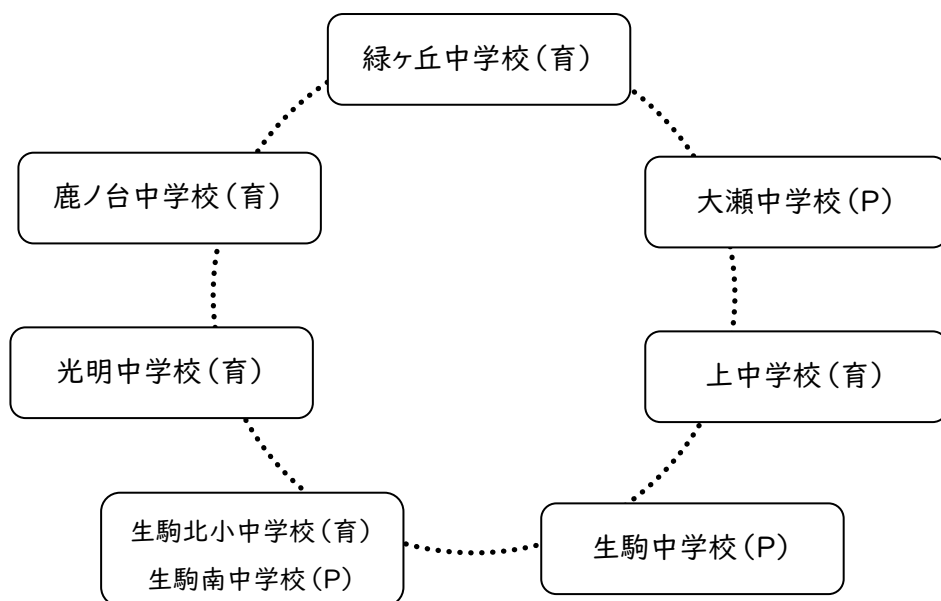 緑ヶ丘中学校(育)
鹿ノ台中学校(育)
大瀬中学校(P)
光明中学校(育)
上中学校(育)
生駒北小中学校(育)
生駒南中学校(P)
生駒中学校(P)